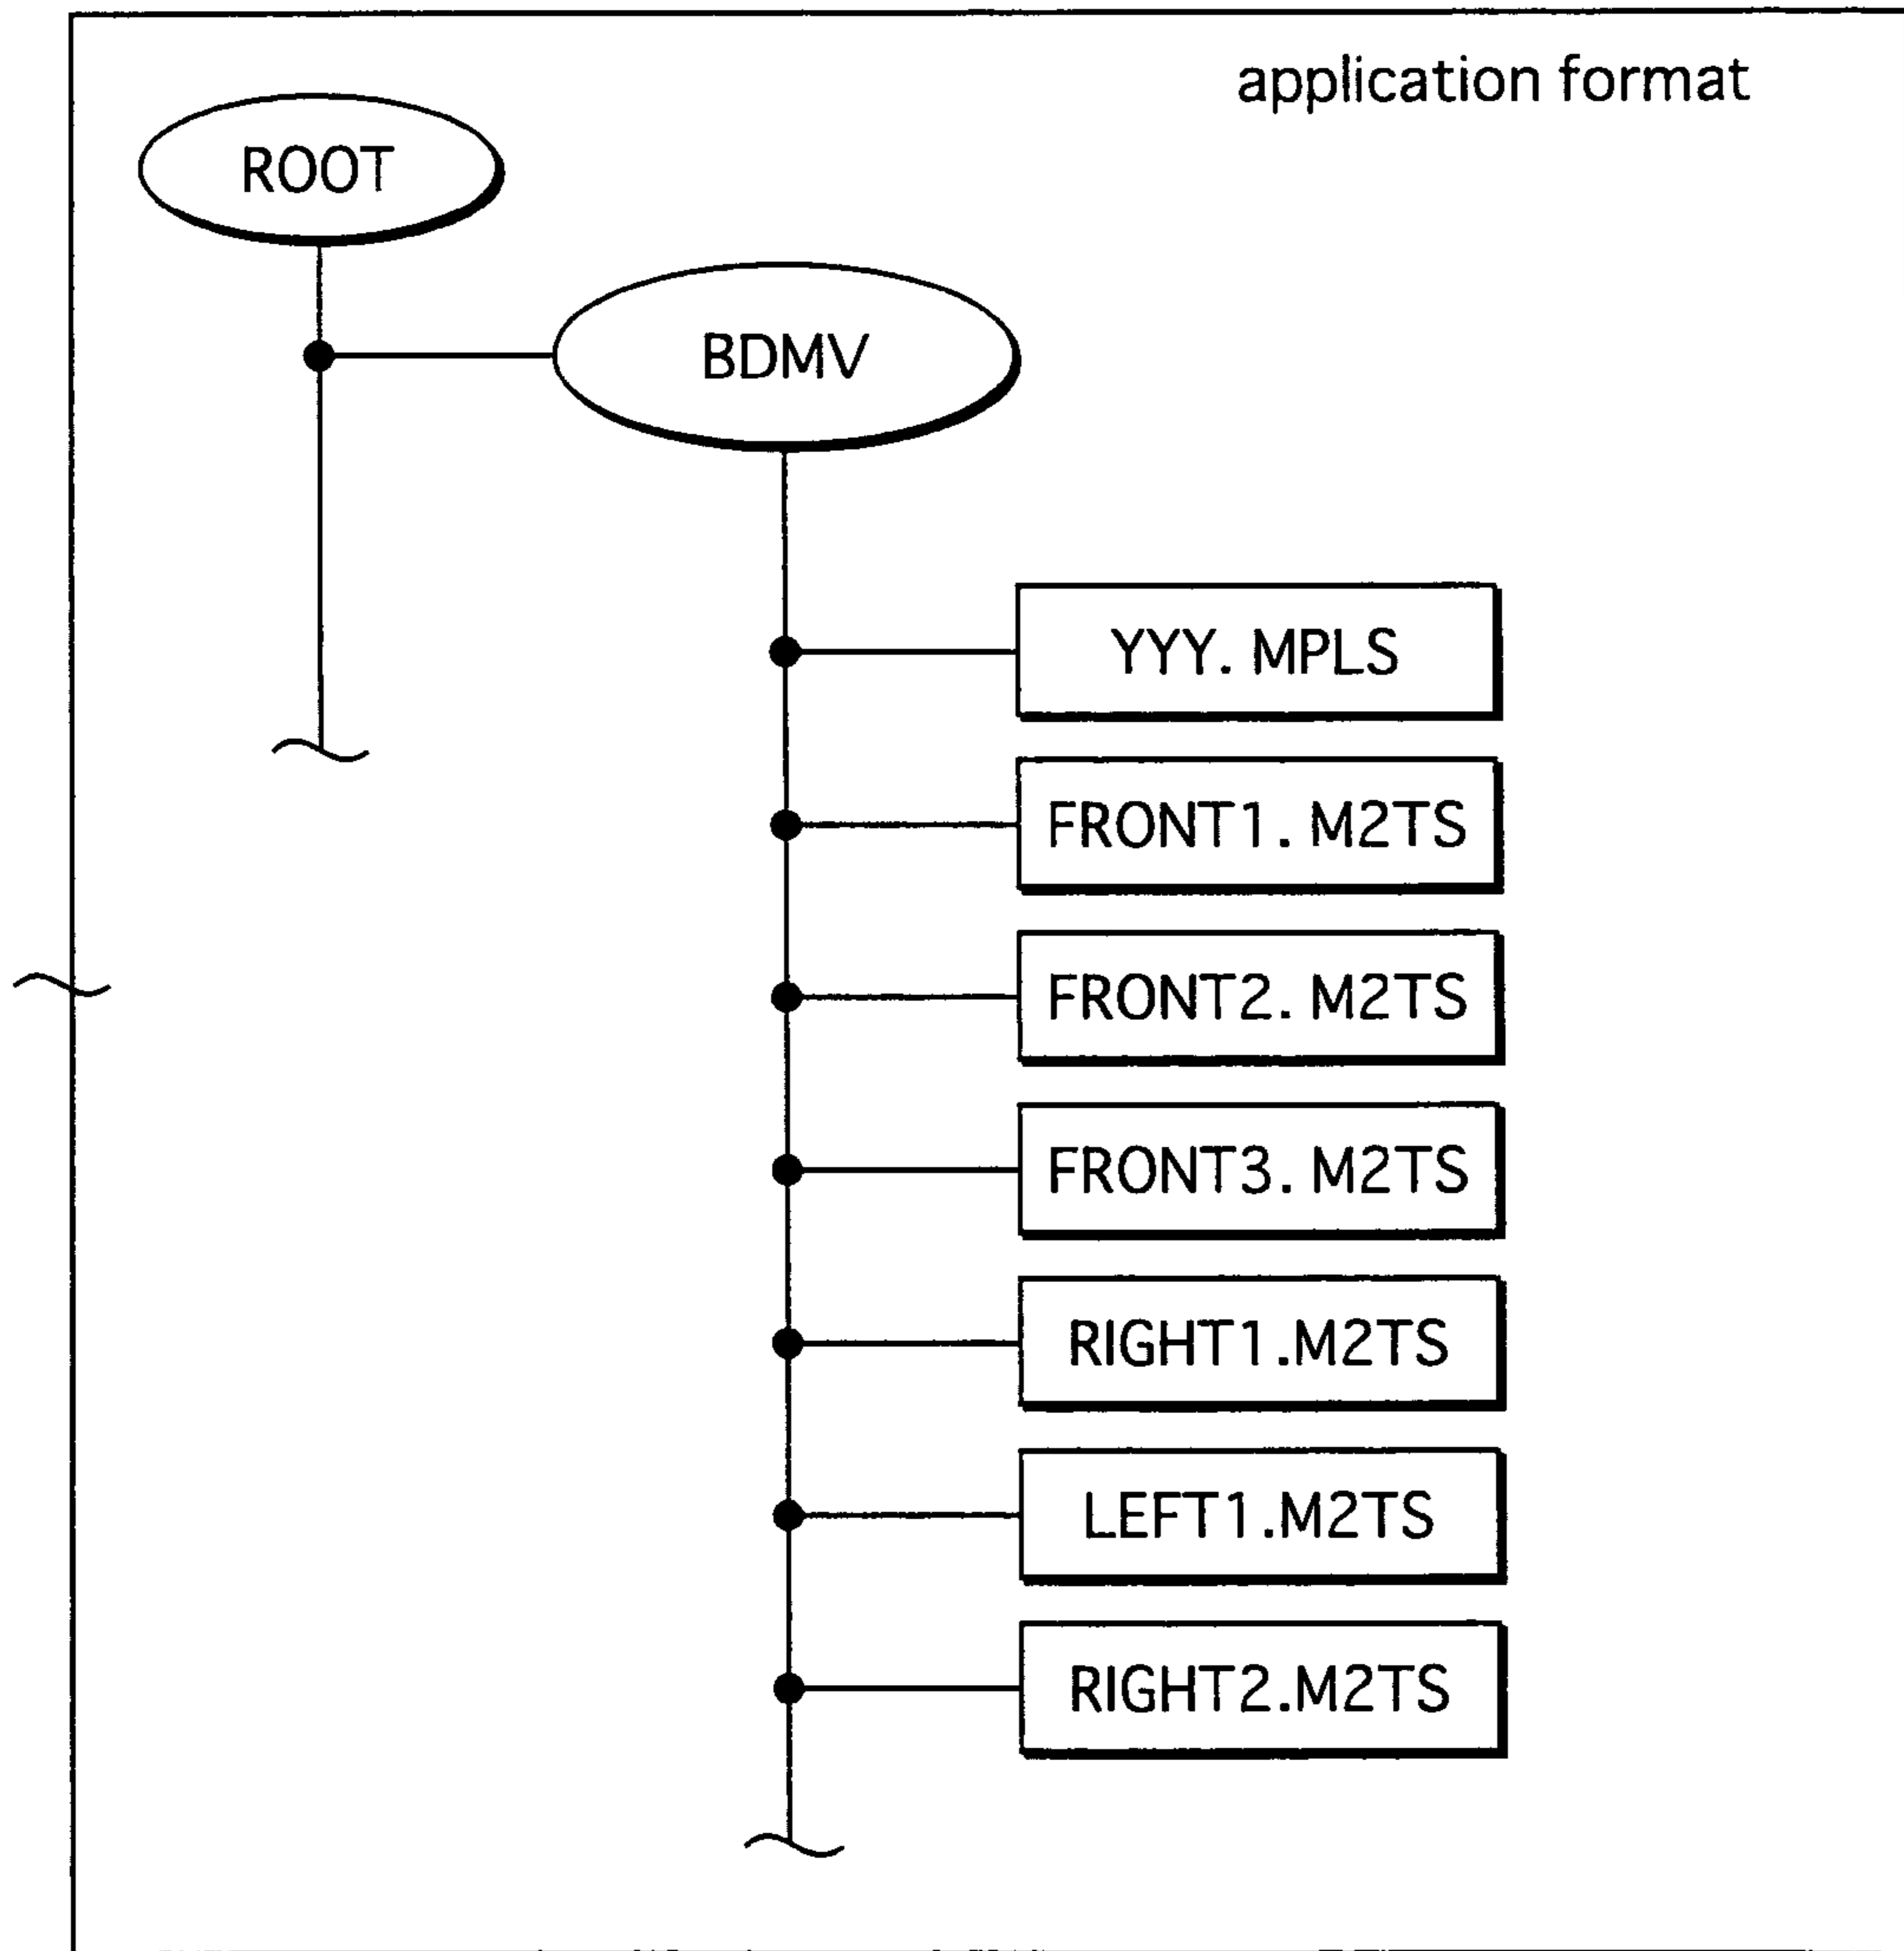 application format
ROOT
BDMV
YYY. MPLS
FRONT1. M2TS
FRONT2. M2TS
FRONT3. M2TS
RIGHT1.M2TS
LEFT1.M2TS
RIGHT2.M2TS